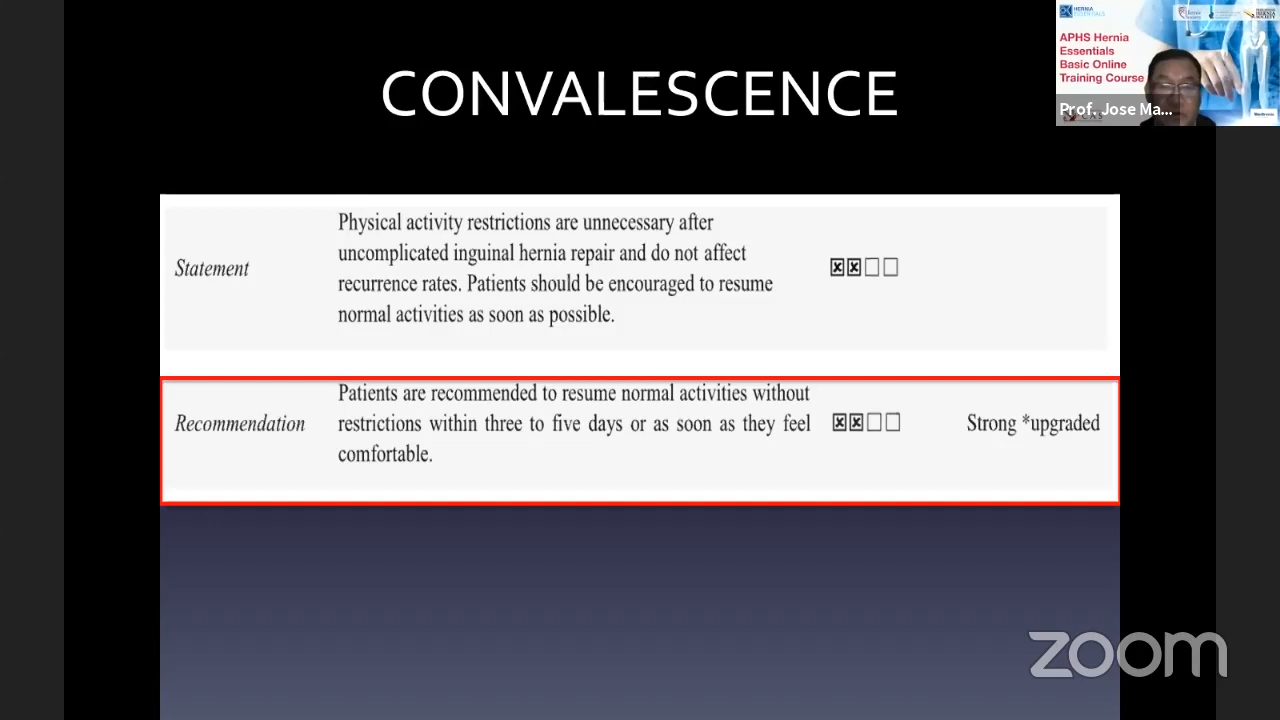 CONVALESCENCE
HERNIA
ESSENTIALS
APHS Hernia
Essentials
Basic Online
Training Course
Prof. Jose Ma...
Statement
Physical activity restrictions are unnecessary after
uncomplicated inguinal hernia repair and do not affect
recurrence rates. Patients should be encouraged to resume
normal activities as soon as possible.
☒☒☐☐
Recommendation
Patients are recommended to resume normal activities without
restrictions within three to five days or as soon as they feel
comfortable.
☒☒☐☐
Strong *upgraded
zoom